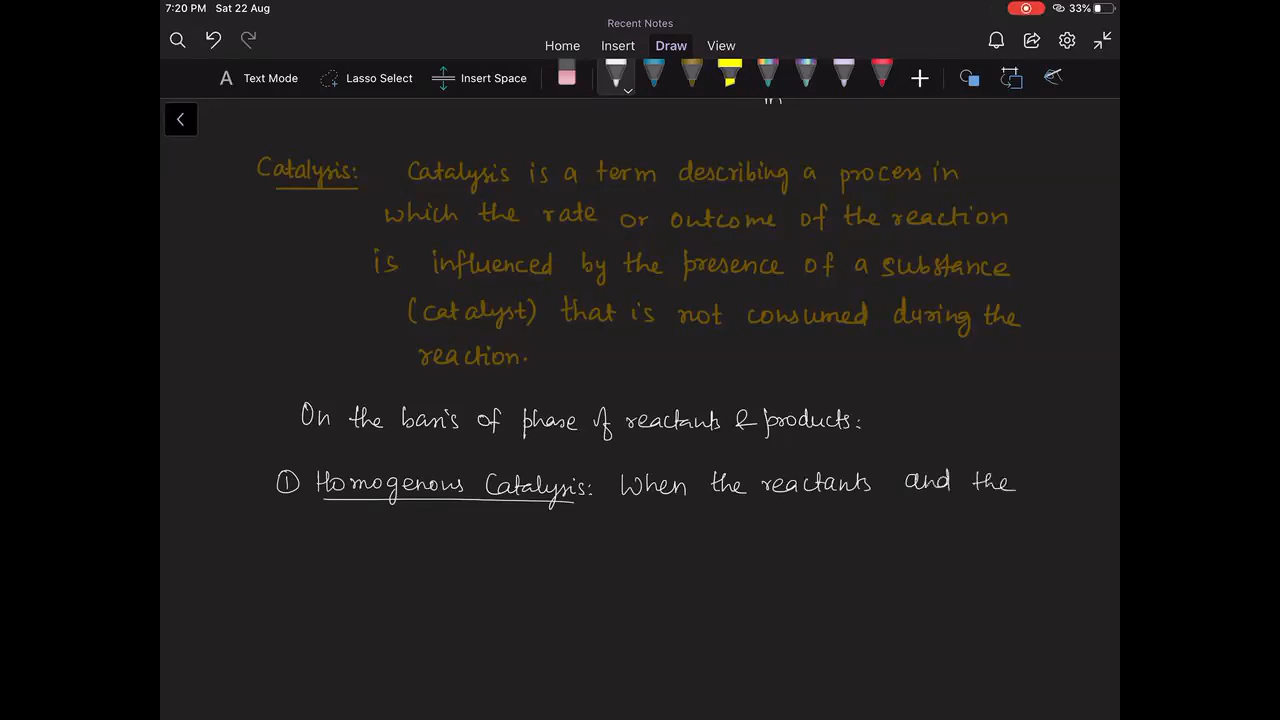 7:20 PM Sat 22 Aug 33%
Recent Notes
Home Insert Draw View
A Text Mode Lasso Select Insert Space
in
Catalysis: Catalysis is a term describing a process in
which the rate or outcome of the reaction
is influenced by the presence of a substance
(catalyst) that is not consumed during the
reaction.
On the basis of phase of reactants & products:
① Homogenous Catalysis: When the reactants and the